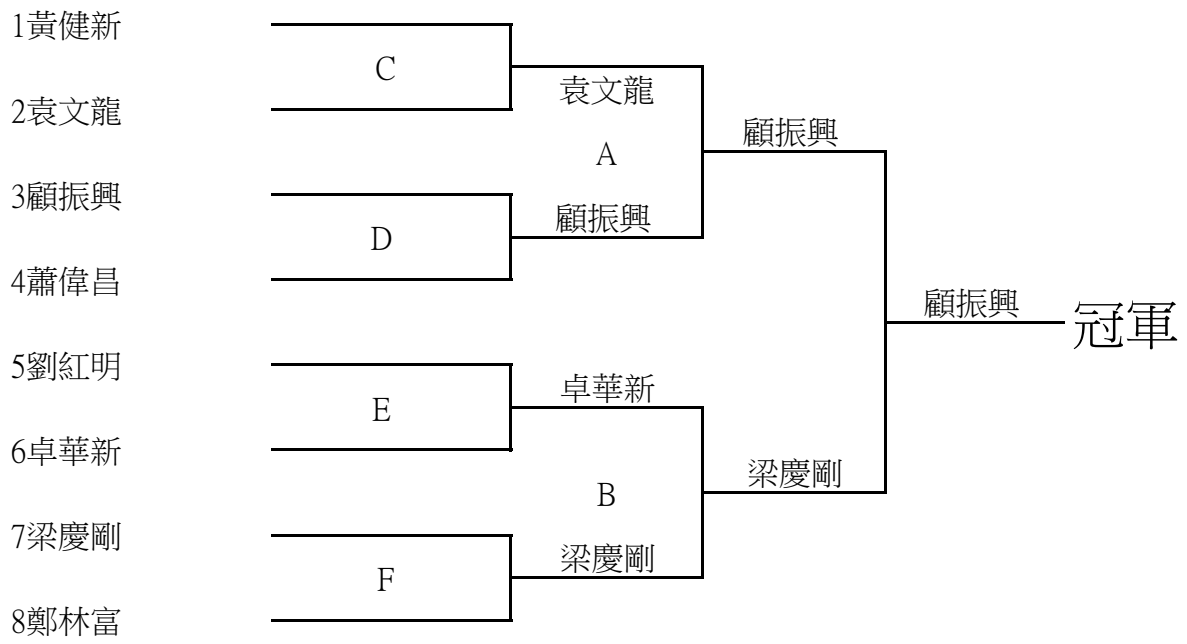 1黃健新
C
袁文龍
2袁文龍
顧振興
A
3顧振興
顧振興
D
4蕭偉昌
顧振興
冠軍
5劉紅明
卓華新
E
6卓華新
梁慶剛
B
7梁慶剛
梁慶剛
F
8鄭林富